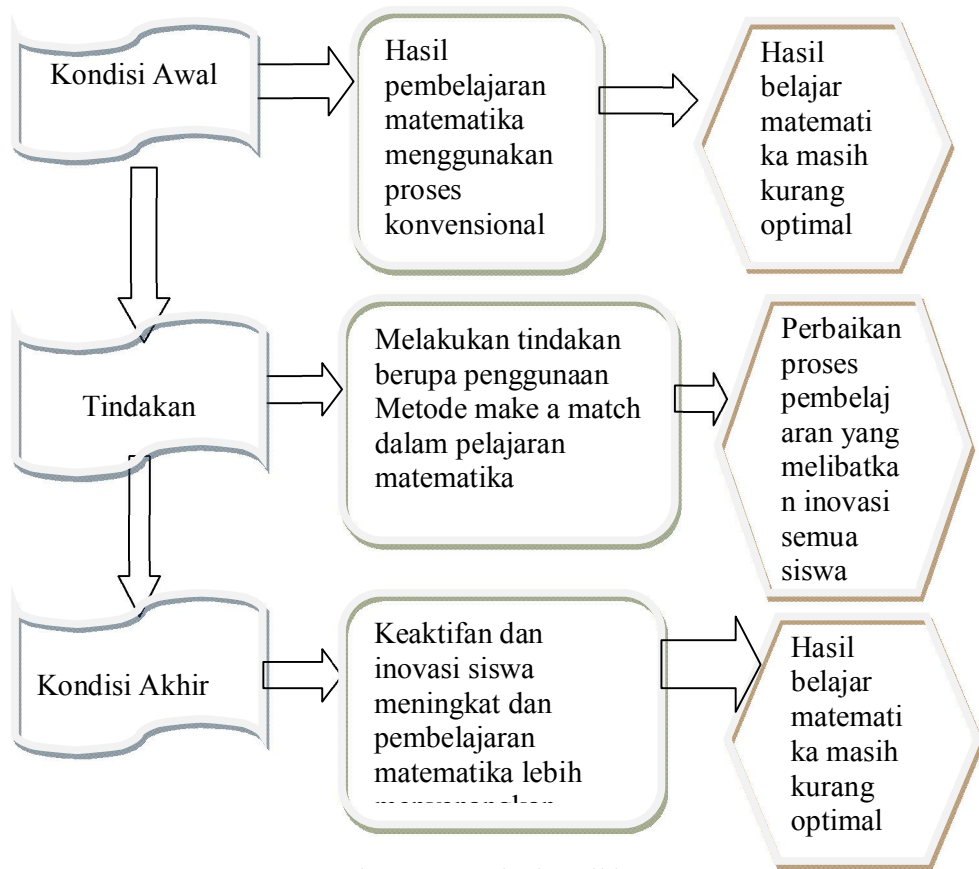 Kondisi Awal
Hasil
pembelajaran
matematika
menggunakan
proses
konvensional
Hasil
belajar
matemati
ka masih
kurang
optimal
Tindakan
Melakukan tindakan
berupa penggunaan
Metode make a match
dalam pelajaran
matematika
Perbaikan
proses
pembelaj
aran yang
melibatka
n inovasi
semua
siswa
Kondisi Akhir
Keaktifan dan
inovasi siswa
meningkat dan
pembelajaran
matematika lebih
Hasil
belajar
matemati
ka masih
kurang
optimal